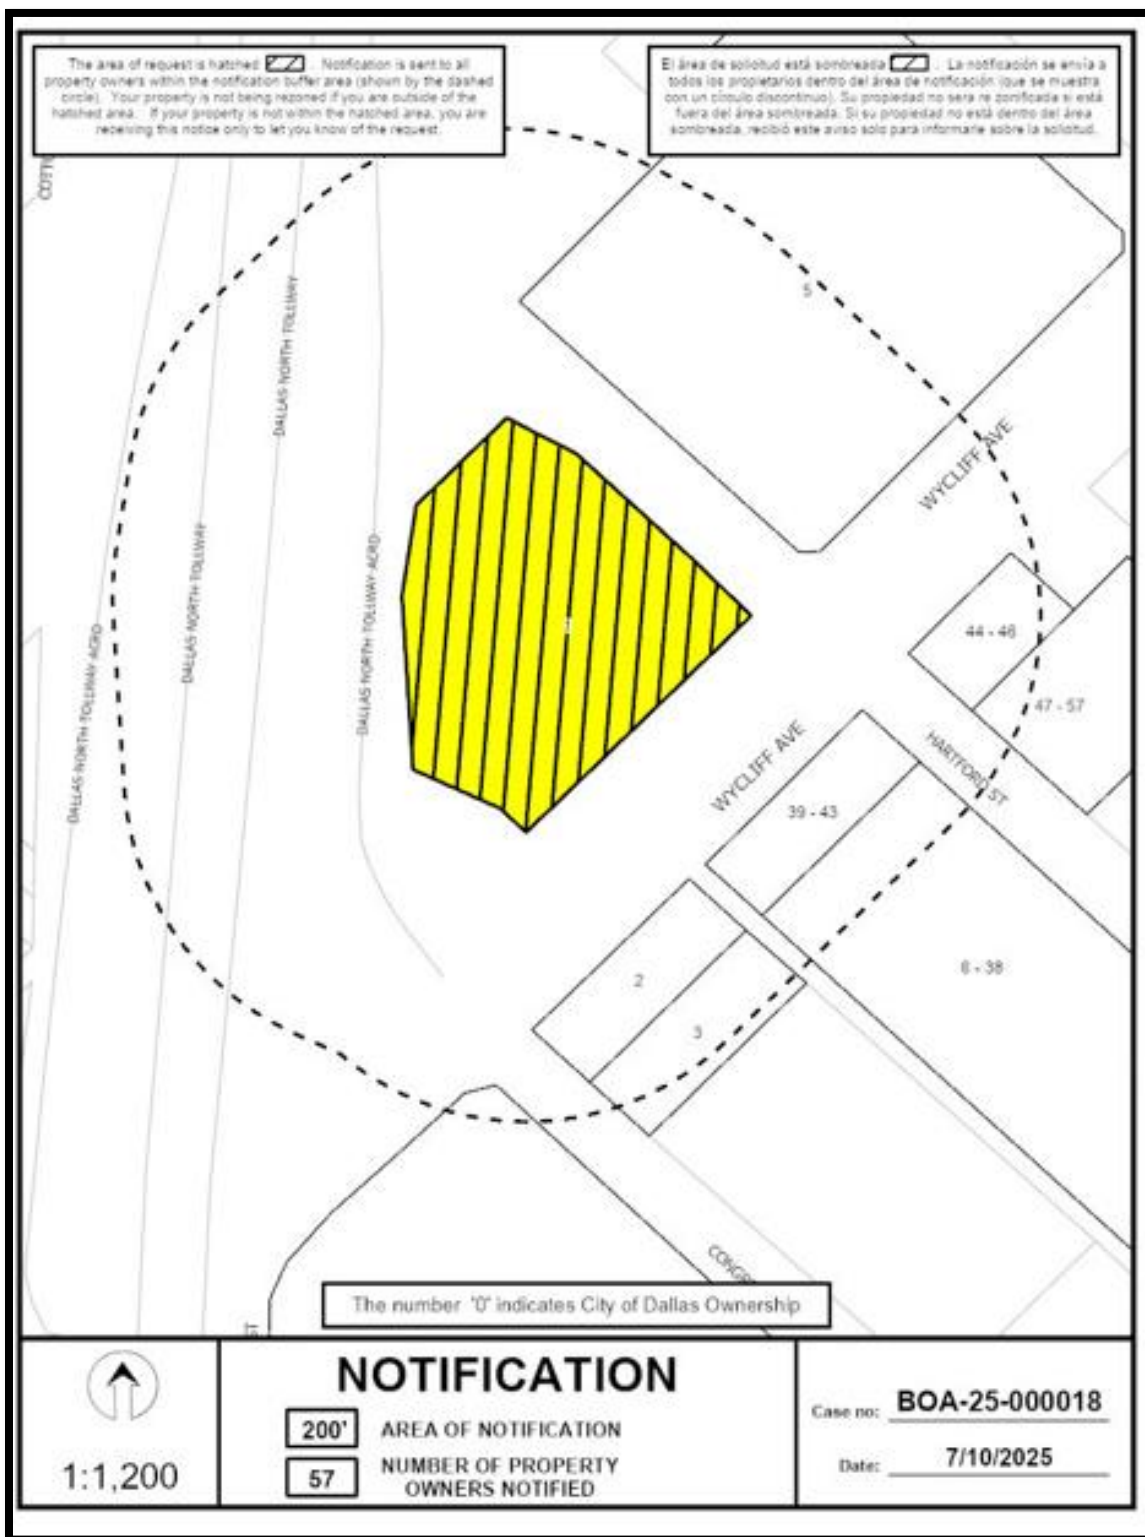 The area of request is hatched . Notification is sent to all
property owners within the notification buffer area (shown by the dashed
circle). Your property is not being rezoned if you are outside of the
hatched area. If your property is not within the hatched area, you are
receiving this notice only to let you know of the request.
El área de solicitud está sombreada . La notificación se envía a
todos los propietarios dentro del área de notificación (que se muestra
con un círculo discontinuo). Su propiedad no sera re zonificada si está
fuera del área sombreada. Si su propiedad no está dentro del área
sombreada, recibió este aviso solo para informarle sobre la solicitud.
DALLAS NORTH TOLLWAY
5
WYCLIFF AVE
DALLAS NORTH TOLLWAY
DALLAS NORTH TOLLWAY ACRD
DALLAS NORTH TOLLWAY ACRD
44 - 46
47 - 57
HARTFORD ST
WYCLIFF AVE
39 - 43
6 - 38
2
3
CONGR
ST
The number '0' indicates City of Dallas Ownership
1:1,200
NOTIFICATION
200' AREA OF NOTIFICATION
57 NUMBER OF PROPERTY
OWNERS NOTIFIED
Case no: BOA-25-000018
Date: 7/10/2025